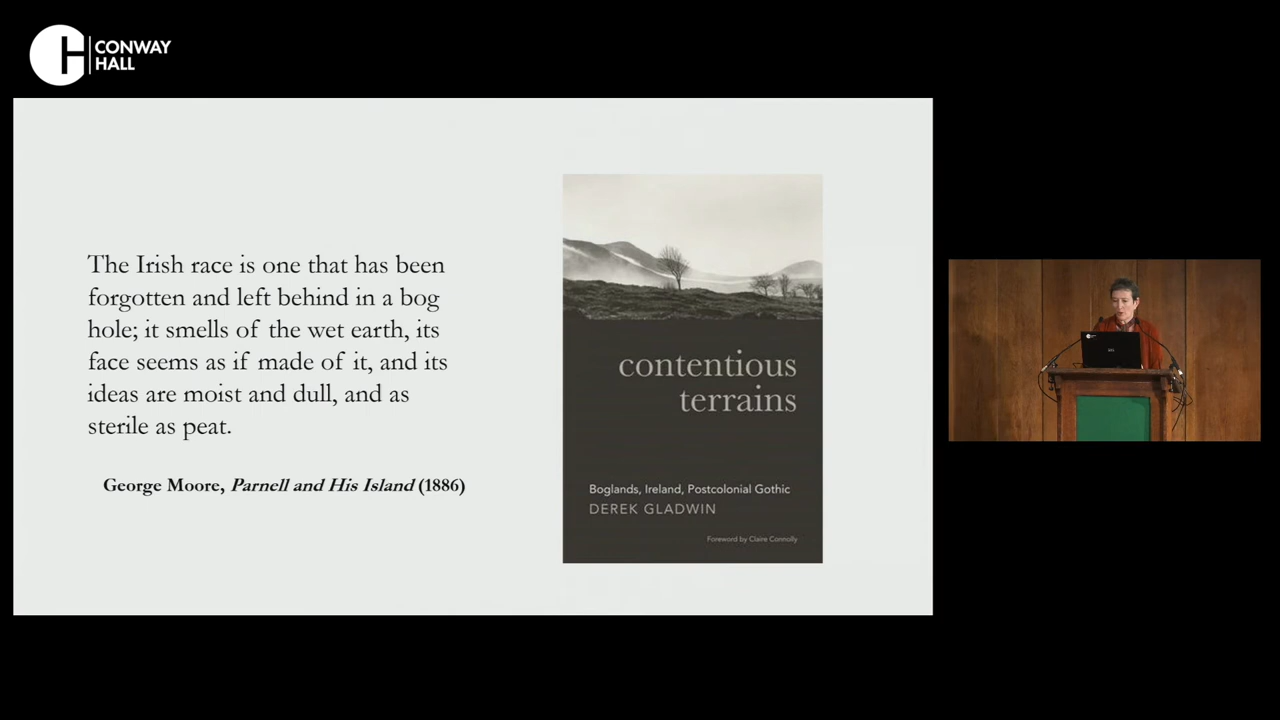 CONWAY
HALL
The Irish race is one that has been
forgotten and left behind in a bog
hole; it smells of the wet earth, its
face seems as if made of it, and its
ideas are moist and dull, and as
sterile as peat.
George Moore, Parnell and His Island (1886)
contentious
terrains
Boglands, Ireland, Postcolonial Gothic
DEREK GLADWIN
Foreword by Claire Connolly